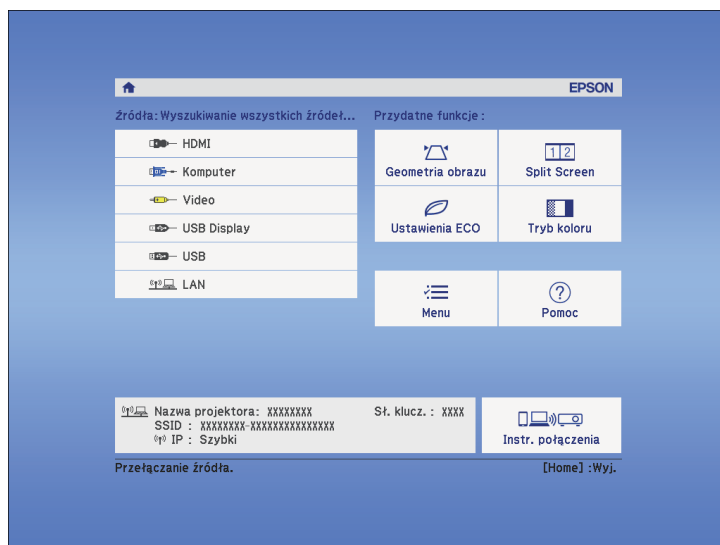 EPSON
Źródła: Wyszukiwanie wszystkich źródeł...
HDMI
Komputer
Video
USB Display
USB
LAN
Przydatne funkcje :
Geometria obrazu
1 2
Split Screen
Ustawienia ECO
Tryb koloru
Menu
?
Pomoc
Nazwa projektora: XXXXXXXX
Sł. klucz. : XXXX
SSID : XXXXXXXX-XXXXXXXXXXXXXXX
IP : Szybki
Instr. połączenia
Przełączanie źródła.
[Home] :Wyj.